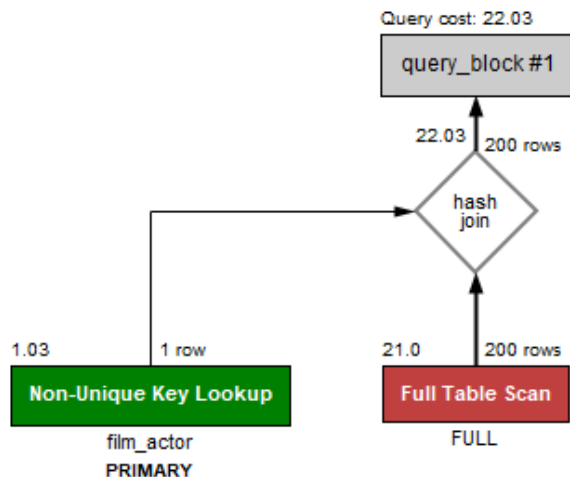 Query cost: 22.03
query_block #1
22.03
200 rows
hash
join
1.03
1 row
21.0
200 rows
Non-Unique Key Lookup
Full Table Scan
film_actor
FULL
PRIMARY